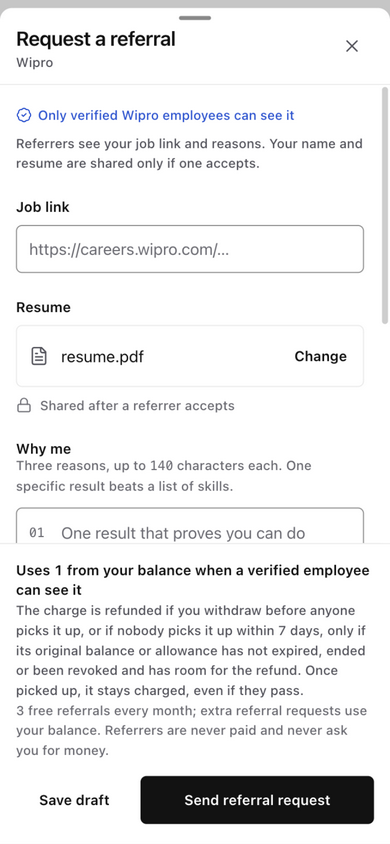 Request a referral
Wipro
Only verified Wipro employees can see it
Referrers see your job link and reasons. Your name and
resume are shared only if one accepts.
Job link
https://careers.wipro.com/...
Resume
resume.pdf
Change
Shared after a referrer accepts
Why me
Three reasons, up to 140 characters each. One
specific result beats a list of skills.
01 One result that proves you can do
Uses 1 from your balance when a verified employee
can see it
The charge is refunded if you withdraw before anyone
picks it up, or if nobody picks it up within 7 days, only if
its original balance or allowance has not expired, ended
or been revoked and has room for the refund. Once
picked up, it stays charged, even if they pass.
3 free referrals every month; extra referral requests use
your balance. Referrers are never paid and never ask
you for money.
Save draft
Send referral request